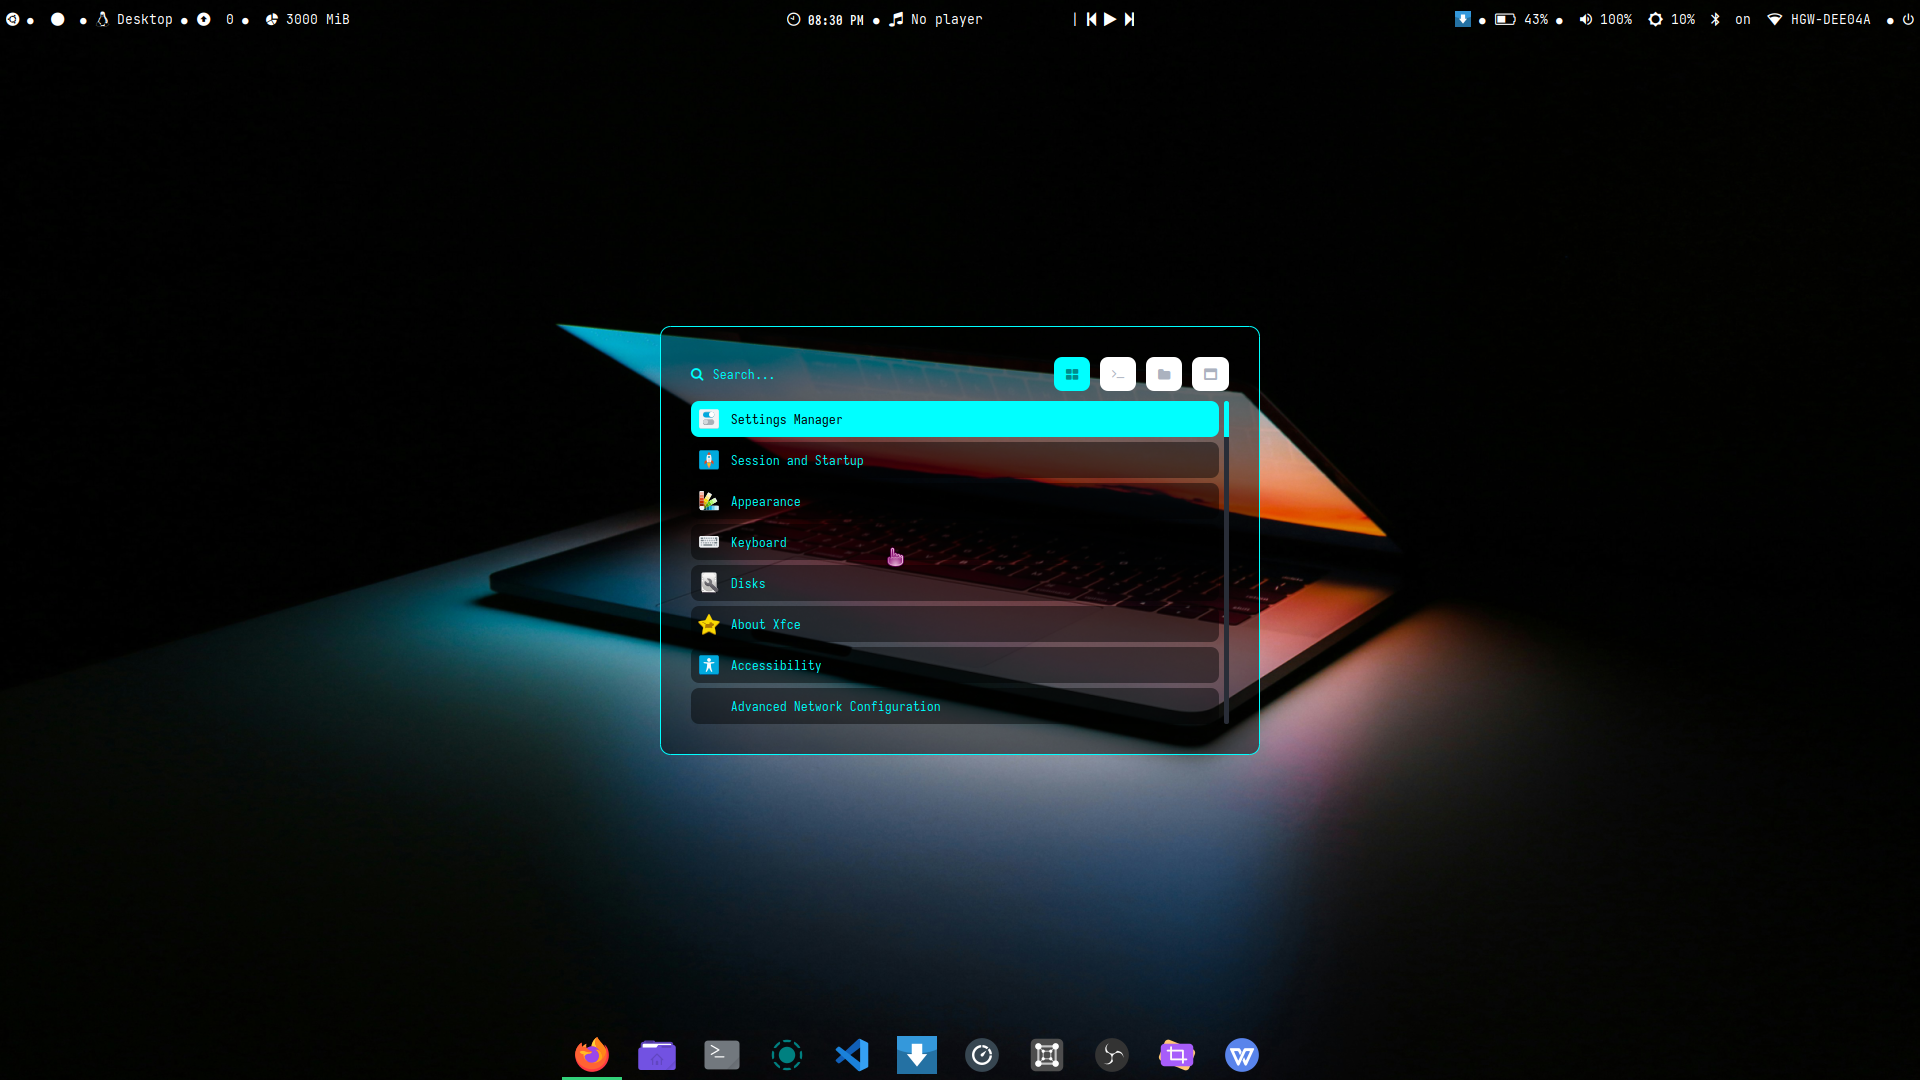 Desktop
0
3000 MiB
08:30 PM
No player
43%
100%
10%
on
HGW-DEE04A
Search...
Settings Manager
Session and Startup
Appearance
Keyboard
Disks
About Xfce
Accessibility
Advanced Network Configuration